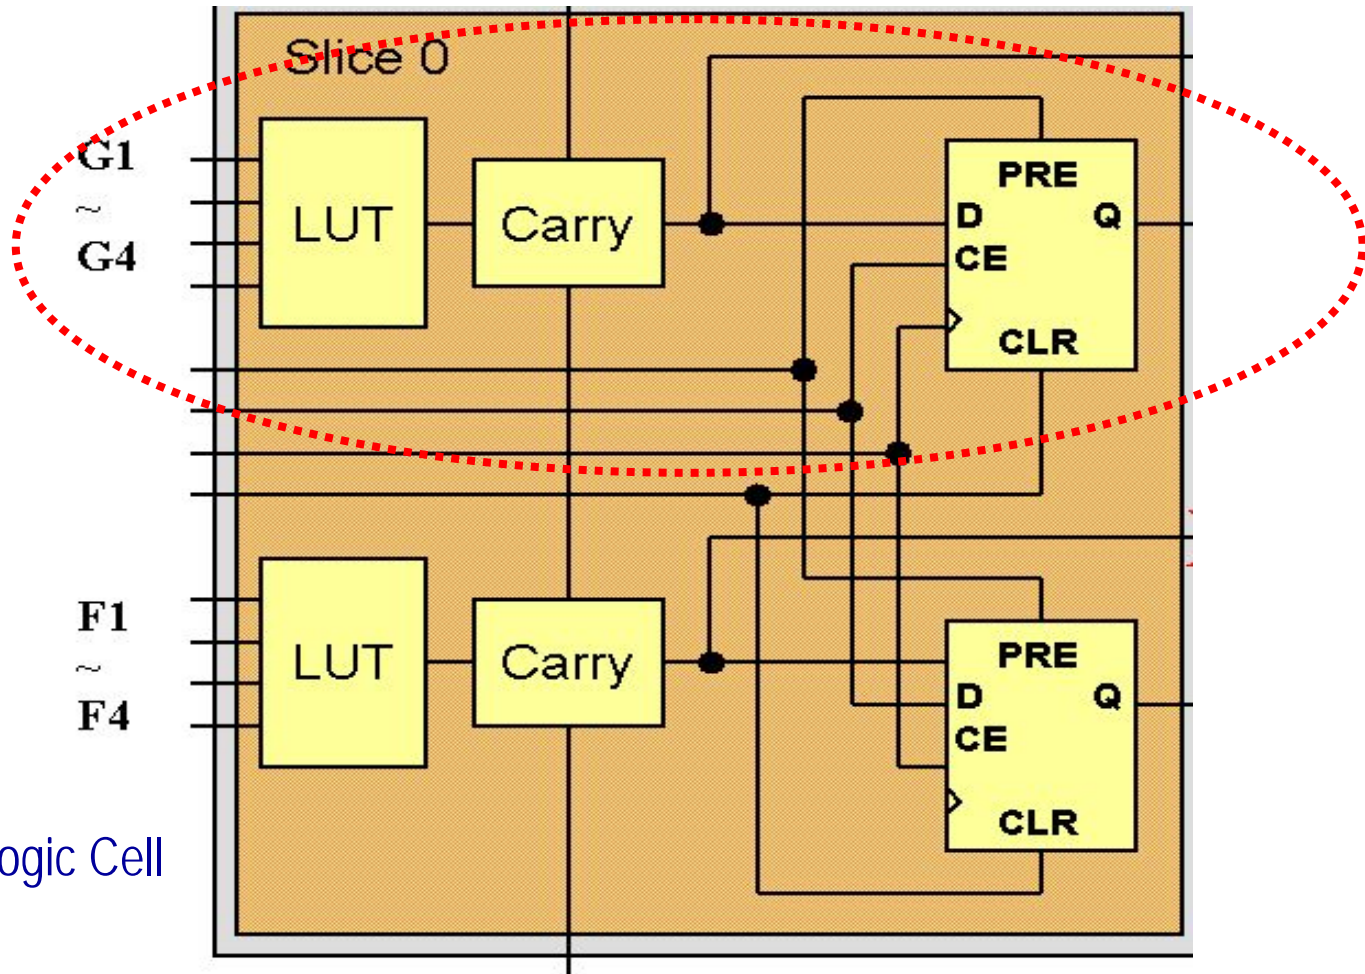 Slice 0
G1
~
G4
LUT
Carry
PRE
D
Q
CE
CLR
F1
~
F4
LUT
Carry
PRE
D
Q
CE
CLR
ogic Cell